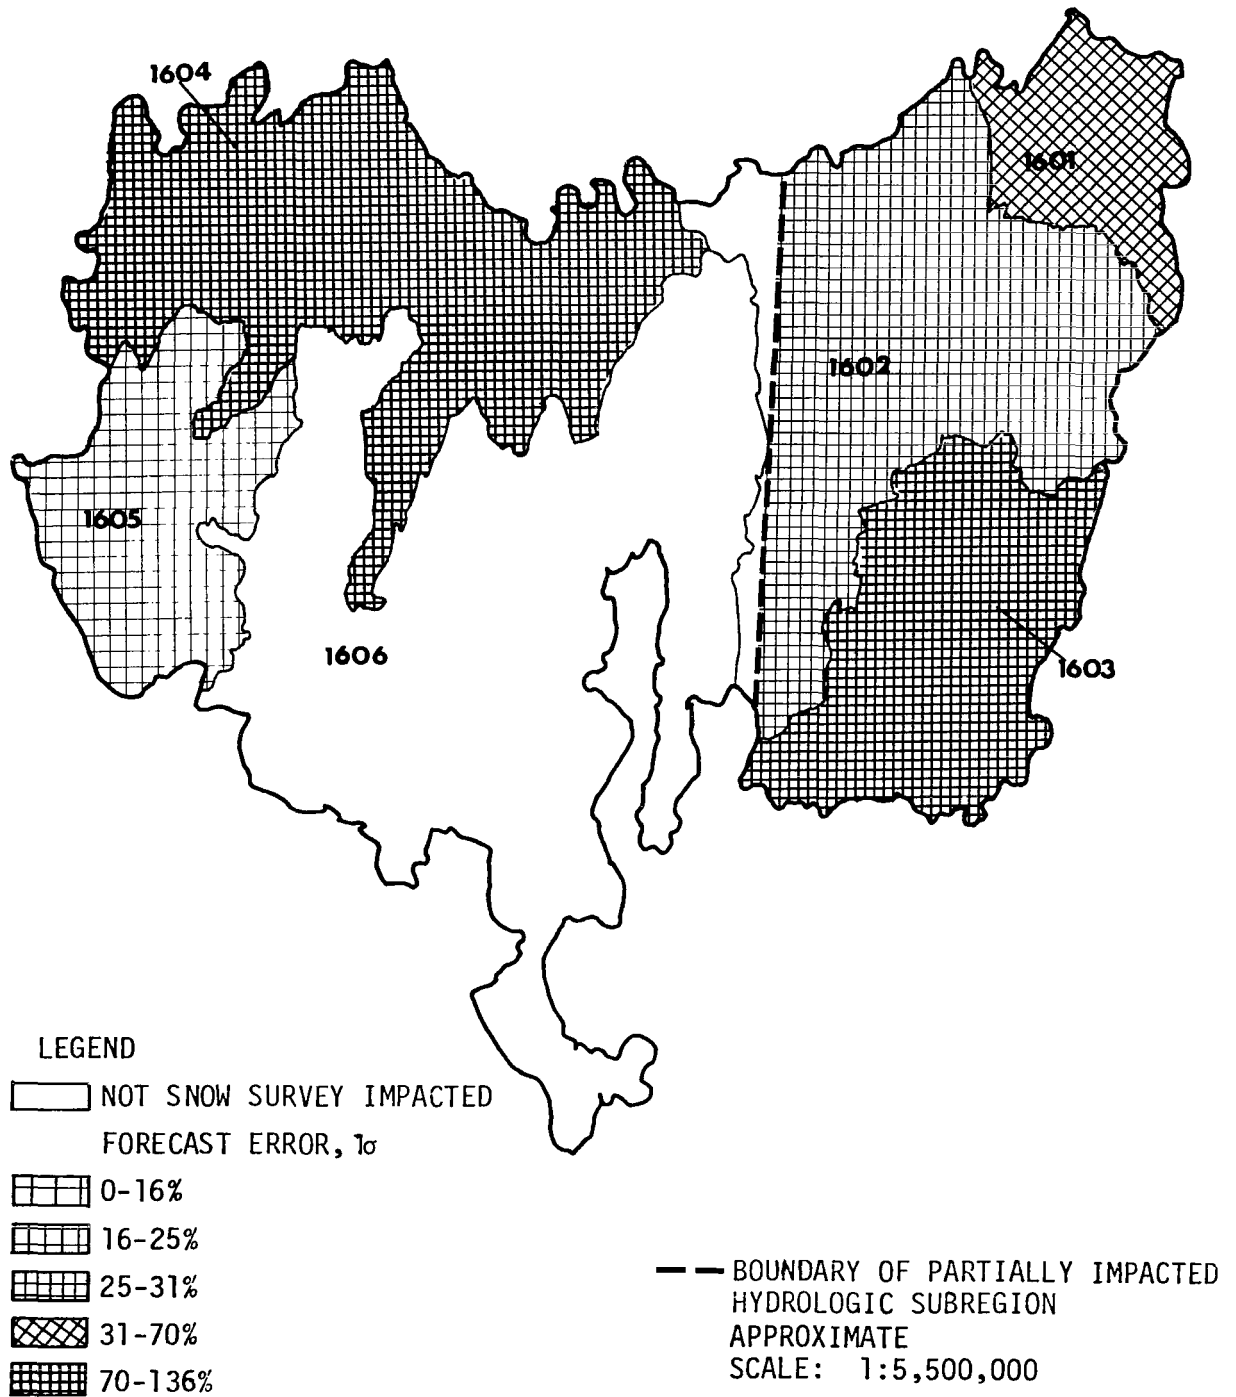 1604
1601
1602
1605
1606
1603
LEGEND
NOT SNOW SURVEY IMPACTED
FORECAST ERROR, 1σ
0-16%
16-25%
25-31%
31-70%
70-136%
BOUNDARY OF PARTIALLY IMPACTED
HYDROLOGIC SUBREGION
APPROXIMATE
SCALE: 1:5,500,000